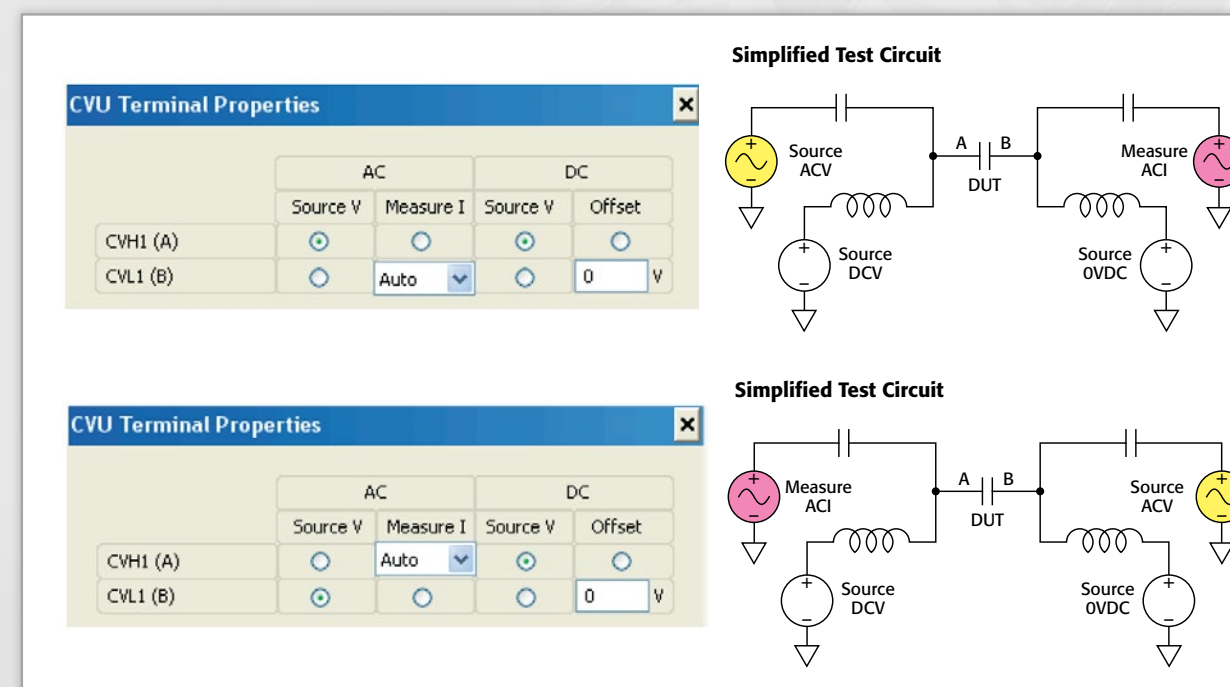 Simplified Test Circuit
CVU Terminal Properties
AC DC
Source V Measure I Source V Offset
CVH1 (A)
CVL1 (B) Auto 0 V
Source
ACV
A B
DUT
Measure
ACI
Source
DCV
Source
0VDC
Simplified Test Circuit
CVU Terminal Properties
AC DC
Source V Measure I Source V Offset
CVH1 (A) Auto
CVL1 (B) 0 V
Measure
ACI
A B
DUT
Source
ACV
Source
DCV
Source
0VDC